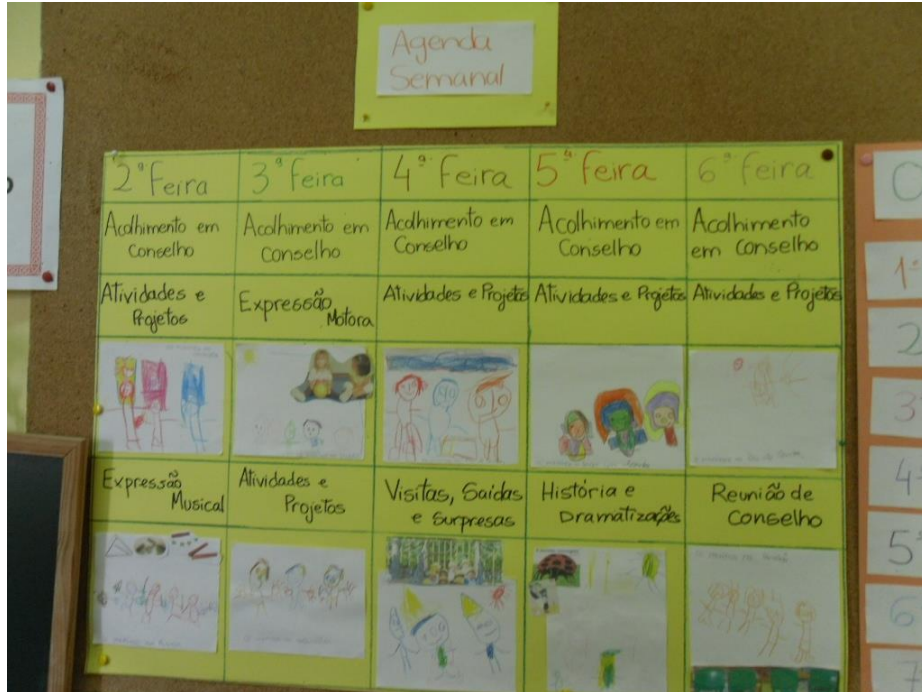 Agenda
Semanal
2ª Feira
3ª Feira
4ª Feira
5ª Feira
6ª Feira
Acolhimento em
Conselho
Acolhimento em
Conselho
Acolhimento em
Conselho
Acolhimento em
Conselho
Acolhimento
em Conselho
Atividades e
Projetos
Expressão
Motora
Atividades e Projetos
Atividades e Projetos
Atividades e Projetos
Expressão
Musical
Atividades e
Projetos
Visitas, Saídas
e Surpresas
História e
Dramatizações
Reunião de
Conselho
C
1º
2
3
4
5º
6
7